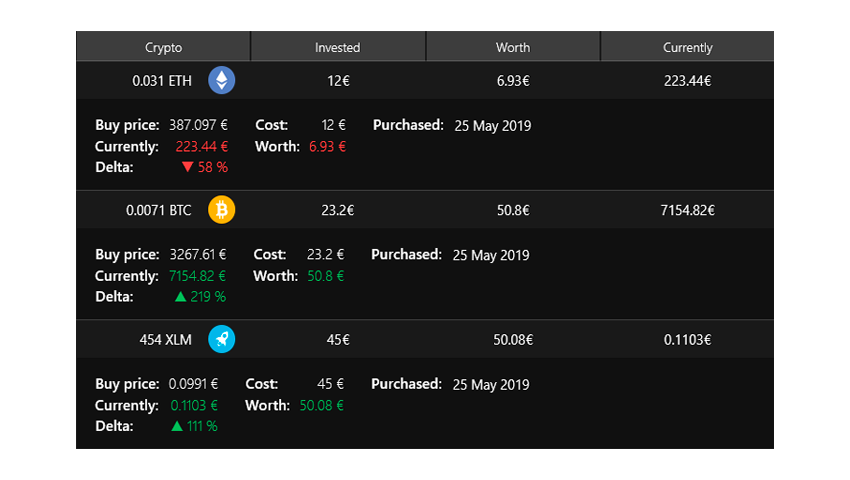 Crypto Invested Worth Currently
0.031 ETH 12€ 6.93€ 223.44€
Buy price: 387.097 € Cost: 12 € Purchased: 25 May 2019
Currently: 223.44 € Worth: 6.93 €
Delta: ▼ 58 %
0.0071 BTC 23.2€ 50.8€ 7154.82€
Buy price: 3267.61 € Cost: 23.2 € Purchased: 25 May 2019
Currently: 7154.82 € Worth: 50.8 €
Delta: ▲ 219 %
454 XLM 45€ 50.08€ 0.1103€
Buy price: 0.0991 € Cost: 45 € Purchased: 25 May 2019
Currently: 0.1103 € Worth: 50.08 €
Delta: ▲ 111 %